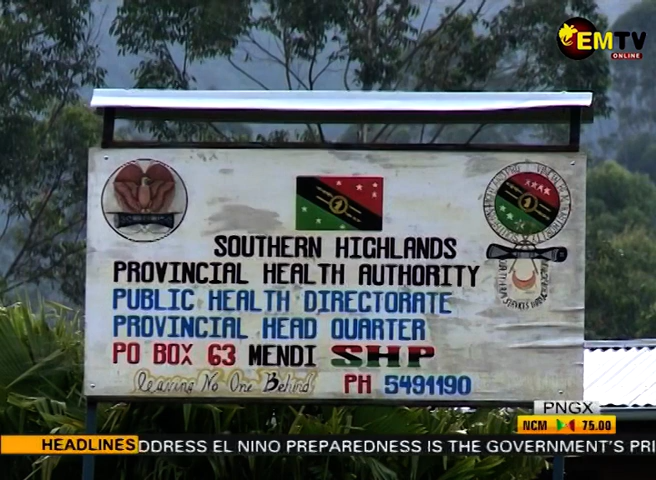 EMTV
ONLINE
SOUTHERN HIGHLANDS
PROVINCIAL HEALTH AUTHORITY
PUBLIC HEALTH DIRECTORATE
PROVINCIAL HEAD QUARTER
PO BOX 63 MENDI SHP
leaving No One Behind
PH 5491190
PNGX
NCM 75.00
HEADLINES DDRESS EL NINO PREPAREDNESS IS THE GOVERNMENT'S PRI